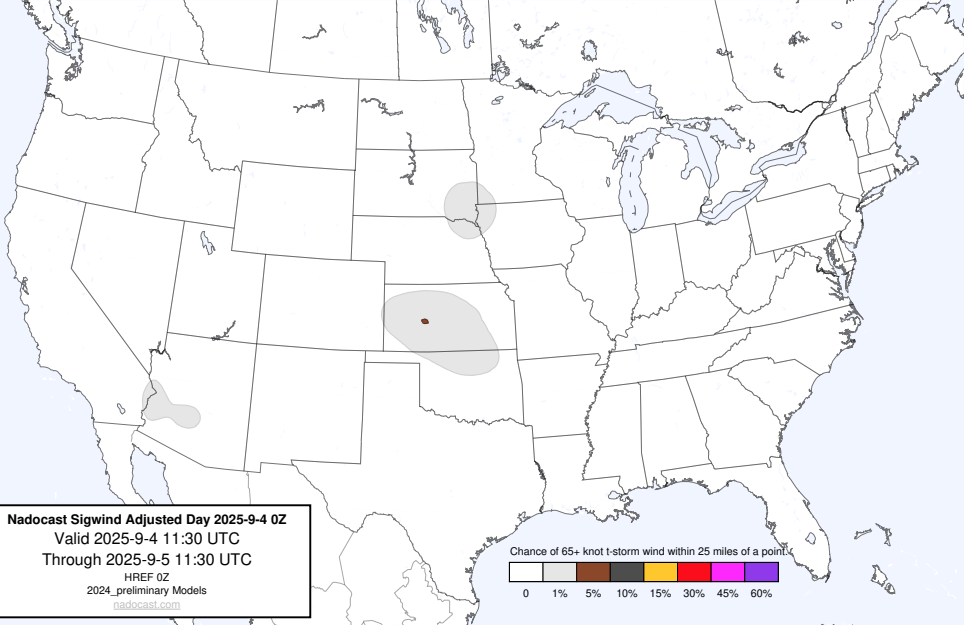 Nadocast Sigwind Adjusted Day 2025-9-4 0Z
Valid 2025-9-4 11:30 UTC
Through 2025-9-5 11:30 UTC
HREF 0Z
2024_preliminary Models
nadocast.com
Chance of 65+ knot t-storm wind within 25 miles of a point.
0 1% 5% 10% 15% 30% 45% 60%